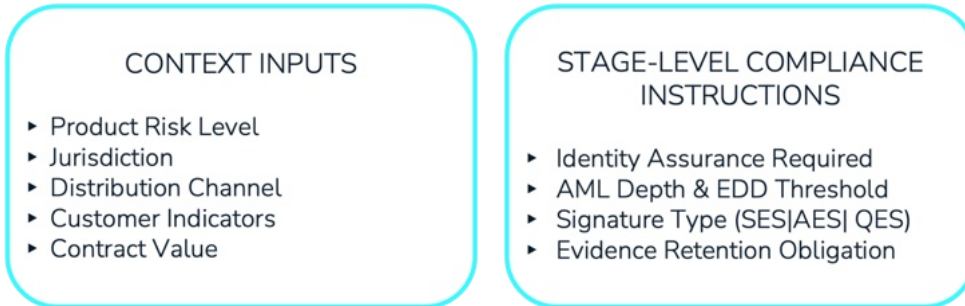 CONTEXT INPUTS
‣ Product Risk Level
‣ Jurisdiction
‣ Distribution Channel
‣ Customer Indicators
‣ Contract Value
STAGE-LEVEL COMPLIANCE
INSTRUCTIONS
‣ Identity Assurance Required
‣ AML Depth & EDD Threshold
‣ Signature Type (SES|AES| QES)
‣ Evidence Retention Obligation